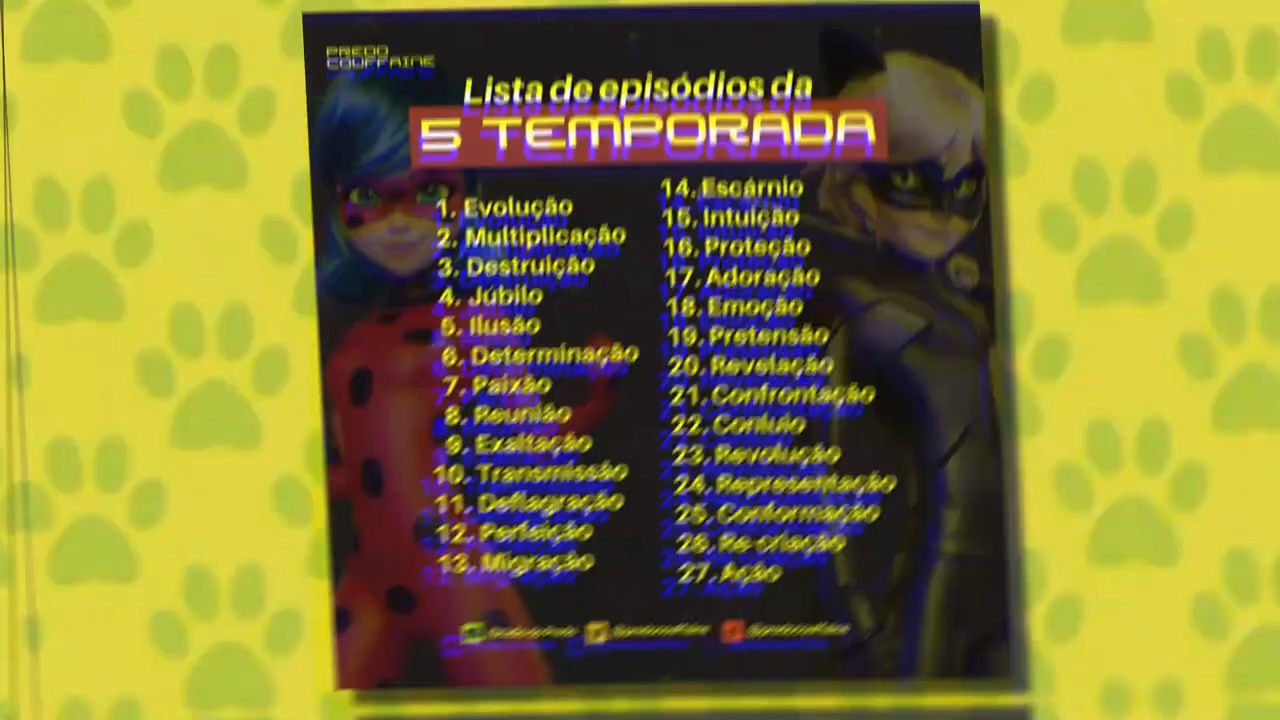 PREDD
COUFFAINE
Lista de episódios da
5 TEMPORADA
1. Evolução
2. Multiplicação
3. Destruição
4. Júbilo
5. Ilusão
6. Determinação
7. Paixão
8. Reunião
9. Exaltação
10. Transmissão
11. Deflagração
12. Perfeição
13. Migração
14. Escárnio
15. Intuição
16. Proteção
17. Adoração
18. Emoção
19. Pretensão
20. Revelação
21. Confrontação
22. Conluio
23. Revolução
24. Representação
25. Conformação
26. Re-criação
27. Ação